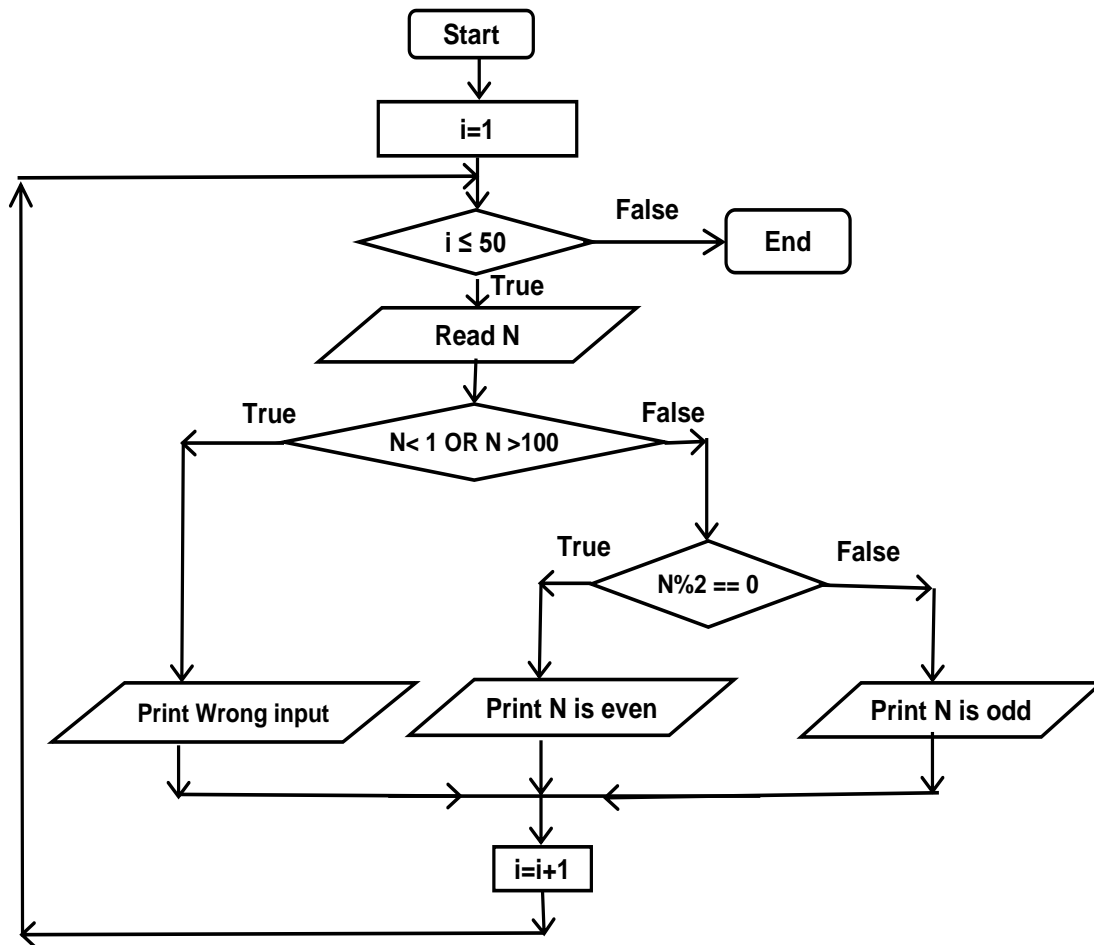 Start
i=1
i ≤ 50
False
End
True
Read N
True
N< 1 OR N >100
False
True
N%2 == 0
False
Print Wrong input
Print N is even
Print N is odd
i=i+1